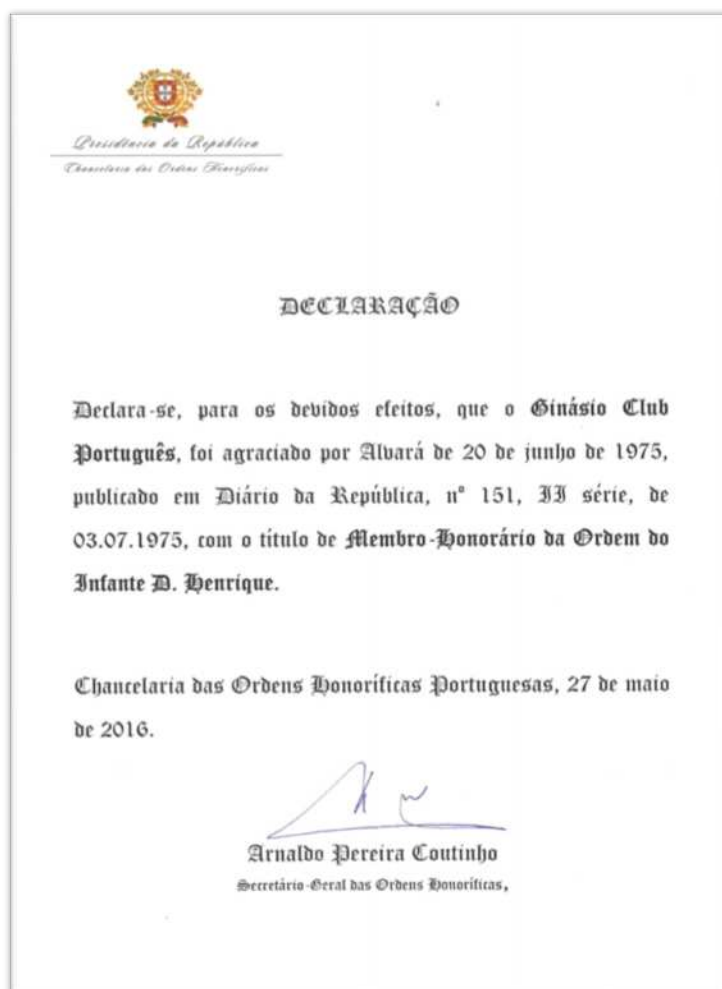 Presidência da República
Chancelaria das Ordens Honoríficas
DECLARAÇÃO
Declara-se, para os devidos efeitos, que o Ginásio Club
Português, foi agraciado por Alvará de 20 de junho de 1975,
publicado em Diário da República, nº 151, II série, de
03.07.1975, com o título de Membro-Honorário da Ordem do
Infante D. Henrique.
Chancelaria das Ordens Honoríficas Portuguesas, 27 de maio
de 2016.
Arnaldo Pereira Coutinho
Secretário-Geral das Ordens Honoríficas,